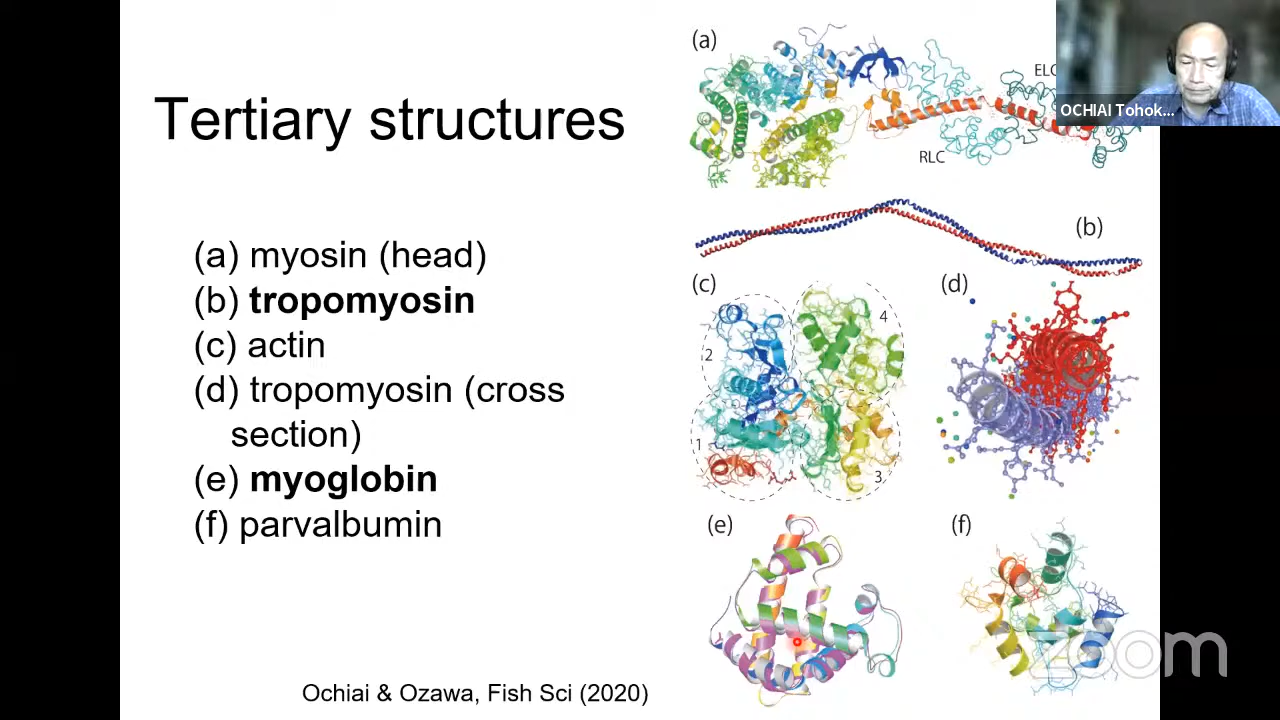 Tertiary structures
(a) myosin (head)
(b) tropomyosin
(c) actin
(d) tropomyosin (cross
section)
(e) myoglobin
(f) parvalbumin
Ochiai & Ozawa, Fish Sci (2020)
(a)
ELC
RLC
OCHIAI Tohok...
(b)
(c)
2
4
1
3
(d)
(e)
(f)
zoom